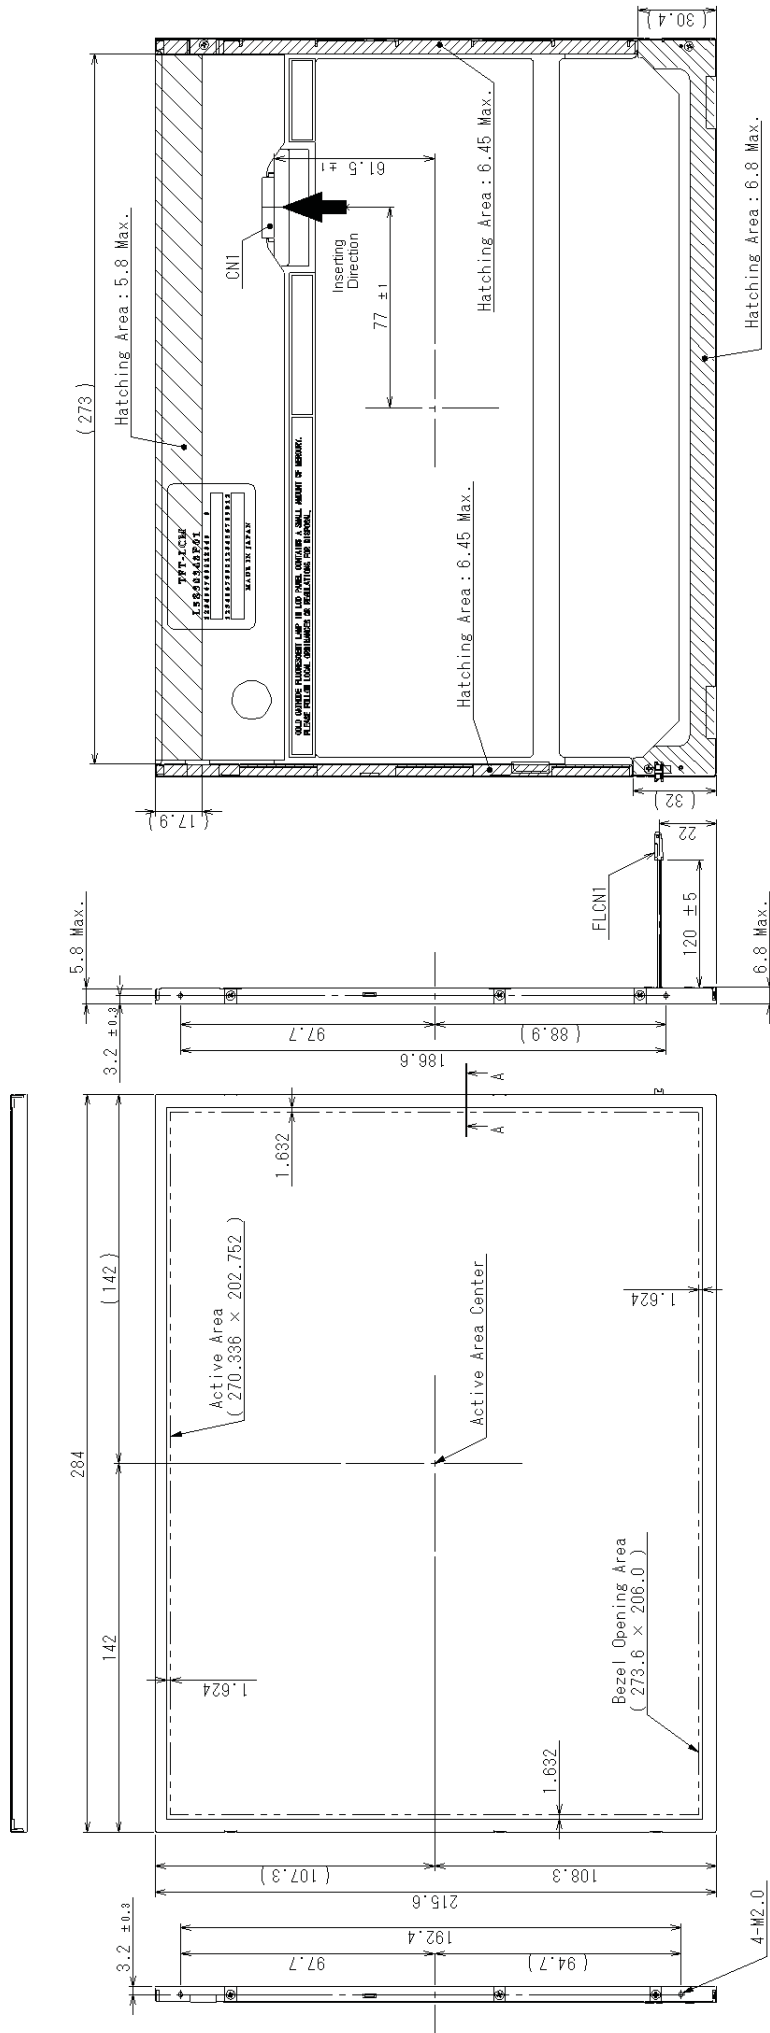 ( 30.4 )
( 273 )
Hatching Area : 5.8 Max.
CN1
61.5 ±1
Inserting
Direction
77 ±1
Hatching Area : 6.45 Max.
Hatching Area : 6.8 Max.
TFT-LCM
MADE IN JAPAN
COLD CATHODE FLUORESCENT LAMP IN LCD PANEL CONTAINS A SMALL AMOUNT OF MERCURY.
PLEASE FOLLOW LOCAL ORDINANCES OR REGULATIONS FOR DISPOSAL.
Hatching Area : 6.45 Max.
( 17.9 )
( 32 )
22
FLCN1
120 ±5
5.8 Max.
6.8 Max.
3.2 ±0.3
97.7
( 88.9 )
186.6
A
A
1.632
284
( 142 )
142
Active Area
( 270.336 × 202.752 )
1.624
Active Area Center
1.624
Bezel Opening Area
( 273.6 × 206.0 )
1.632
( 107.3 )
108.3
215.6
3.2 ±0.3
192.4
97.7
( 94.7 )
4-M2.0